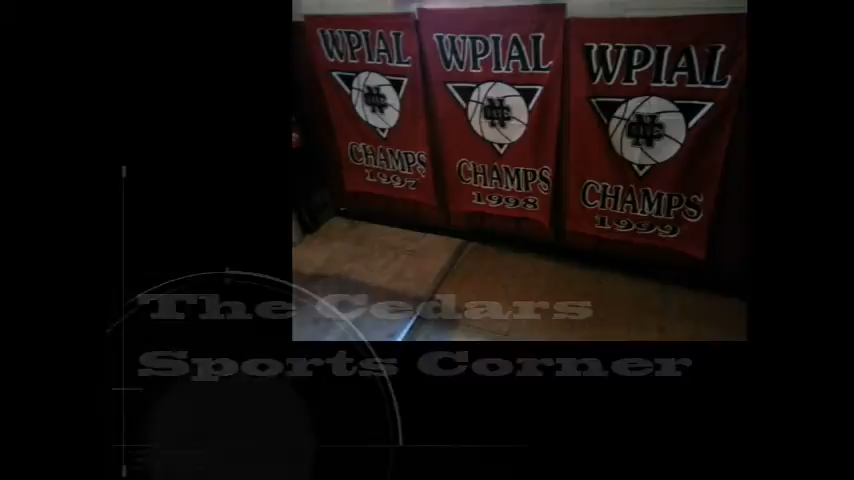 WPIAL
CHAMPS
1997
WPIAL
CHAMPS
1998
WPIAL
CHAMPS
1999
The Cedars
Sports Corner